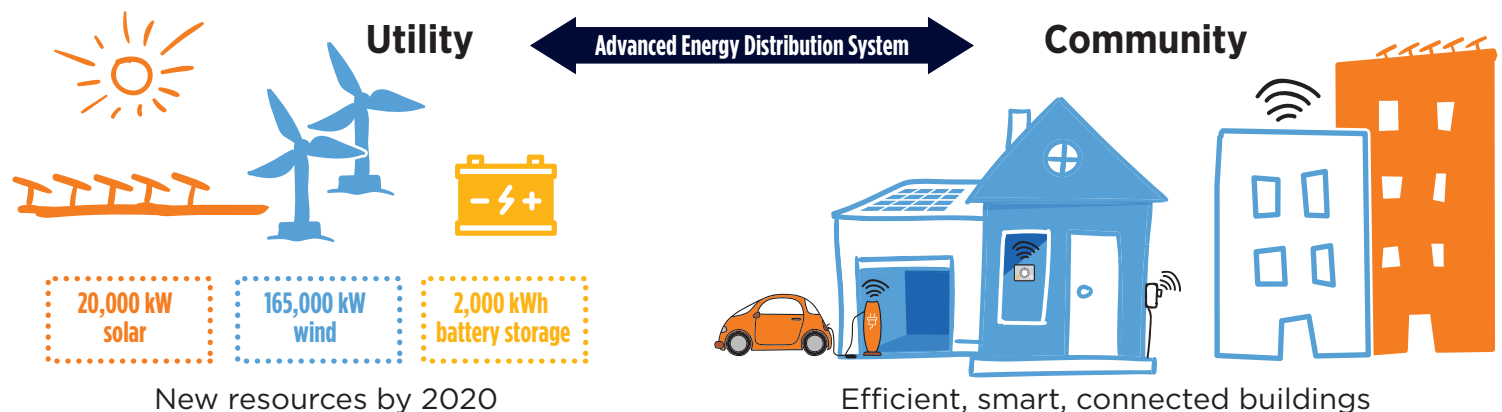 Utility
Advanced Energy Distribution System
Community
20,000 kW
solar
165,000 kW
wind
2,000 kWh
battery storage
New resources by 2020
Efficient, smart, connected buildings